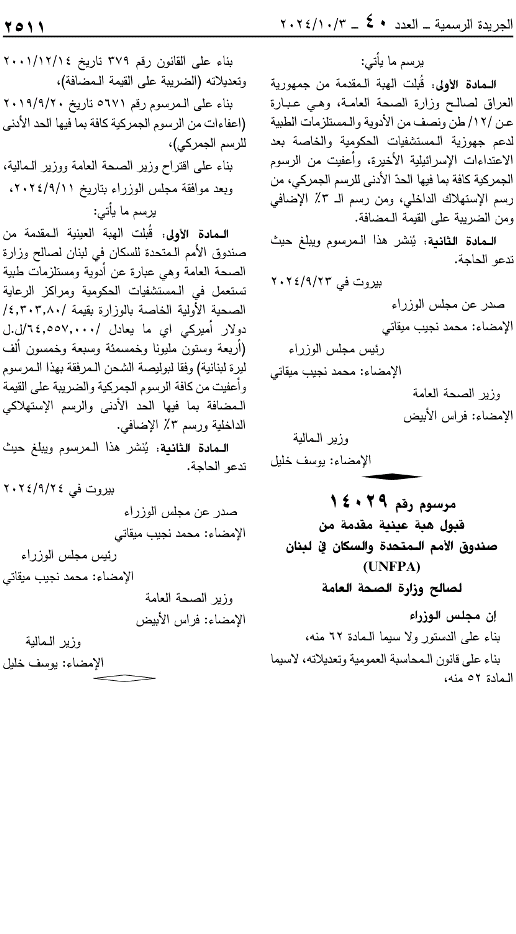 الجريدة الرسمية ــ العدد ٤٠ ــ ٢٠٢٤/١٠/٣
٢٥١١
يرسم ما يأتي:
المادة الأولى: قُبلت الهبة المقدمة من جمهورية
العراق لصالح وزارة الصحة العامة، وهي عبارة
عن /١٢/ طن ونصف من الأدوية والمستلزمات الطبية
لدعم جهوزية المستشفيات الحكومية والخاصة بعد
الاعتداءات الإسرائيلية الأخيرة، وأعفيت من الرسوم
الجمركية كافة بما فيها الحدّ الأدنى للرسم الجمركي، من
رسم الإستهلاك الداخلي، ومن رسم الـ ٣٪ الإضافي
ومن الضريبة على القيمة المضافة.
المادة الثانية: يُنشر هذا المرسوم ويبلغ حيث
تدعو الحاجة.
بيروت في ٢٠٢٤/٩/٢٣
صدر عن مجلس الوزراء
الإمضاء: محمد نجيب ميقاتي
رئيس مجلس الوزراء
الإمضاء: محمد نجيب ميقاتي
وزير الصحة العامة
الإمضاء: فراس الأبيض
وزير المالية
الإمضاء: يوسف خليل
مرسوم رقم ١٤٠٢٩
قبول هبة عينية مقدمة من
صندوق الأمم المتحدة والسكان في لبنان
(UNFPA)
لصالح وزارة الصحة العامة
إن مجلس الوزراء
بناء على الدستور ولا سيما المادة ٦٢ منه،
بناء على قانون المحاسبة العمومية وتعديلاته، لاسيما
المادة ٥٢ منه،
بناء على القانون رقم ٣٧٩ تاريخ ٢٠٠١/١٢/١٤
وتعديلاته (الضريبة على القيمة المضافة)،
بناء على المرسوم رقم ٥٦٧١ تاريخ ٢٠١٩/٩/٢٠
(اعفاءات من الرسوم الجمركية كافة بما فيها الحد الأدنى
للرسم الجمركي)،
بناء على اقتراح وزير الصحة العامة ووزير المالية،
وبعد موافقة مجلس الوزراء بتاريخ ٢٠٢٤/٩/١١،
يرسم ما يأتي:
المادة الأولى: قُبلت الهبة العينية المقدمة من
صندوق الأمم المتحدة للسكان في لبنان لصالح وزارة
الصحة العامة وهي عبارة عن أدوية ومستلزمات طبية
تستعمل في المستشفيات الحكومية ومراكز الرعاية
الصحية الأولية الخاصة بالوزارة بقيمة /٤,٣٠٣,٨٠/
دولار أميركي اي ما يعادل /٦٤,٥٥٧,٠٠٠/ل.ل
(أربعة وستون مليونا وخمسمئة وسبعة وخمسون ألف
ليرة لبنانية) وفقا لبوليصة الشحن المرفقة بهذا المرسوم
وأعفيت من كافة الرسوم الجمركية والضريبة على القيمة
المضافة بما فيها الحد الأدنى والرسم الإستهلاكي
الداخلية ورسم ٣٪ الإضافي.
المادة الثانية: يُنشر هذا المرسوم ويبلغ حيث
تدعو الحاجة.
بيروت في ٢٠٢٤/٩/٢٤
صدر عن مجلس الوزراء
الإمضاء: محمد نجيب ميقاتي
رئيس مجلس الوزراء
الإمضاء: محمد نجيب ميقاتي
وزير الصحة العامة
الإمضاء: فراس الأبيض
وزير المالية
الإمضاء: يوسف خليل